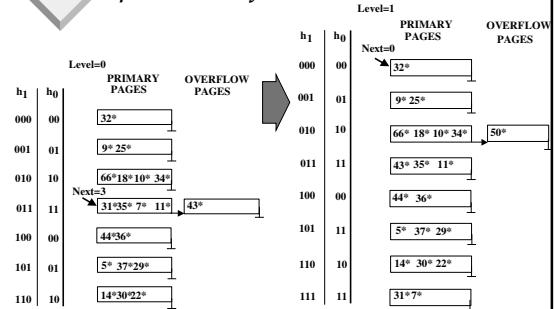 Level=0
PRIMARY PAGES
OVERFLOW PAGES
h1 h0
000 00 32*
001 01 9* 25*
010 10 66*18*10* 34*
Next=3
011 11 31*35* 7* 11* 43*
100 00 44*36*
101 01 5* 37*29*
110 10 14*30*22*
Level=1
PRIMARY PAGES
OVERFLOW PAGES
h1 h0
Next=0
000 00 32*
001 01 9* 25*
010 10 66* 18* 10* 34* 50*
011 11 43* 35* 11*
100 00 44* 36*
101 11 5* 37* 29*
110 10 14* 30* 22*
111 11 31*7*